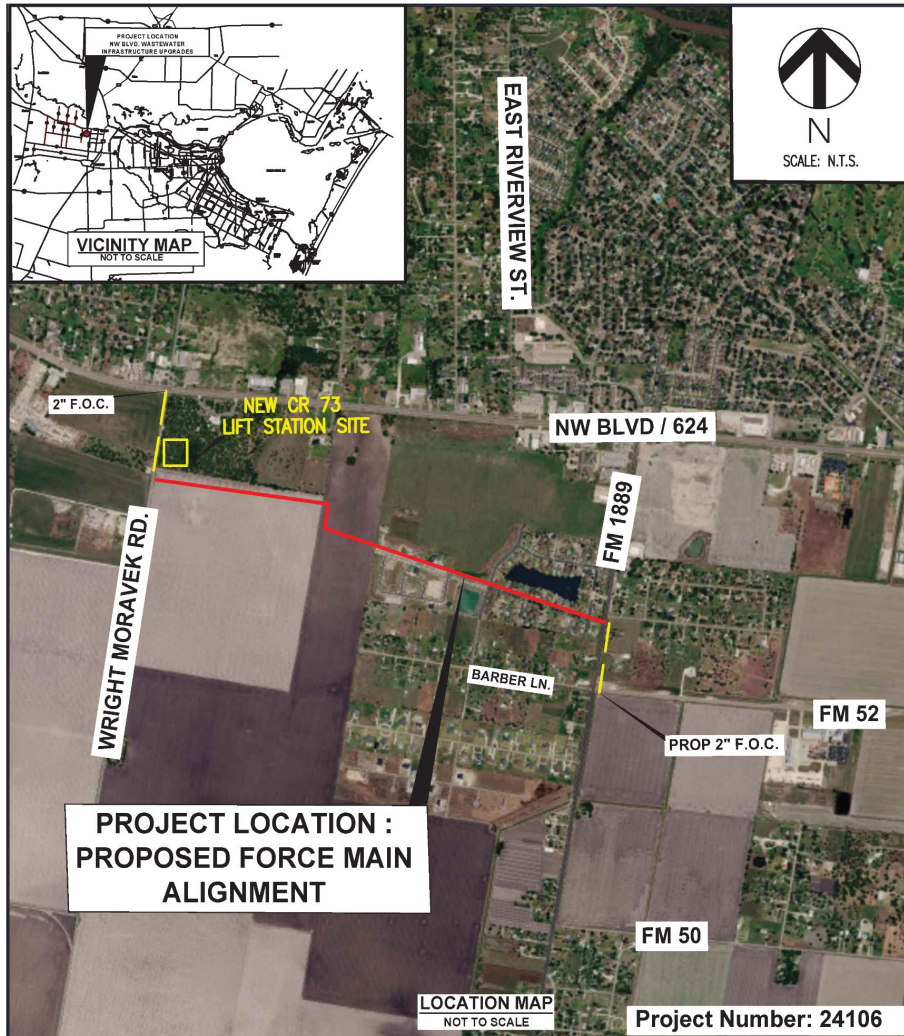 PROJECT LOCATION
NW BLVD. WASTEWATER
INFRASTRUCTURE UPGRADES
VICINITY MAP
NOT TO SCALE
N
SCALE: N.T.S.
EAST RIVERVIEW ST.
2" F.O.C.
NEW CR 73
LIFT STATION SITE
NW BLVD / 624
FM 1889
WRIGHT MORAVEK RD.
BARBER LN.
FM 52
PROP 2" F.O.C.
PROJECT LOCATION :
PROPOSED FORCE MAIN
ALIGNMENT
FM 50
LOCATION MAP
NOT TO SCALE
Project Number: 24106